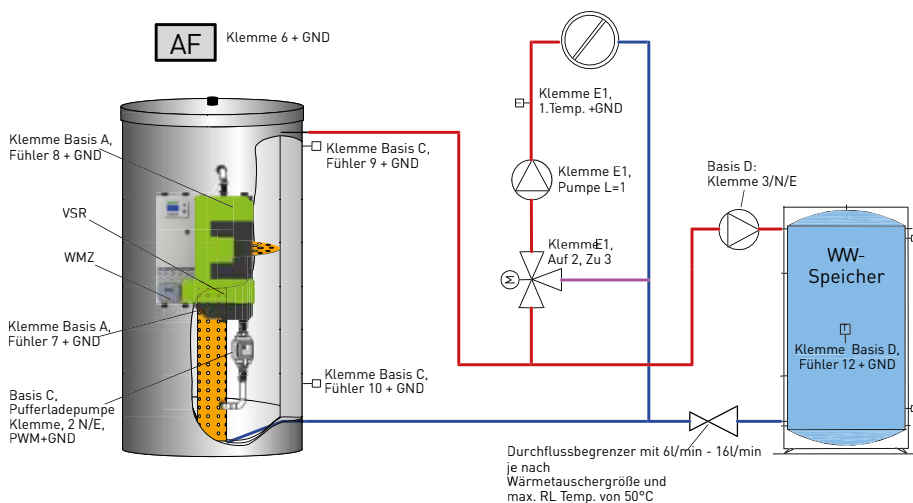 AF
Klemme 6 + GND
Klemme Basis A,
Fühler 8 + GND
VSR
WMZ
Klemme Basis A,
Fühler 7 + GND
Basis C,
Pufferladepumpe
Klemme, 2 N/E,
PWM+GND
Klemme Basis C,
Fühler 9 + GND
Klemme Basis C,
Fühler 10 + GND
Klemme E1,
1.Temp. +GND
T
Klemme E1,
Pumpe L=1
KlemmeE1,
Auf 2, Zu 3
M
Basis D:
Klemme 3/N/E
WW-
Speicher
T
Klemme Basis D,
Fühler 12 + GND
Durchflussbegrenzer mit 6l/min - 16l/min
je nach
Wärmetauschergröße und
max. RL Temp. von 50°C